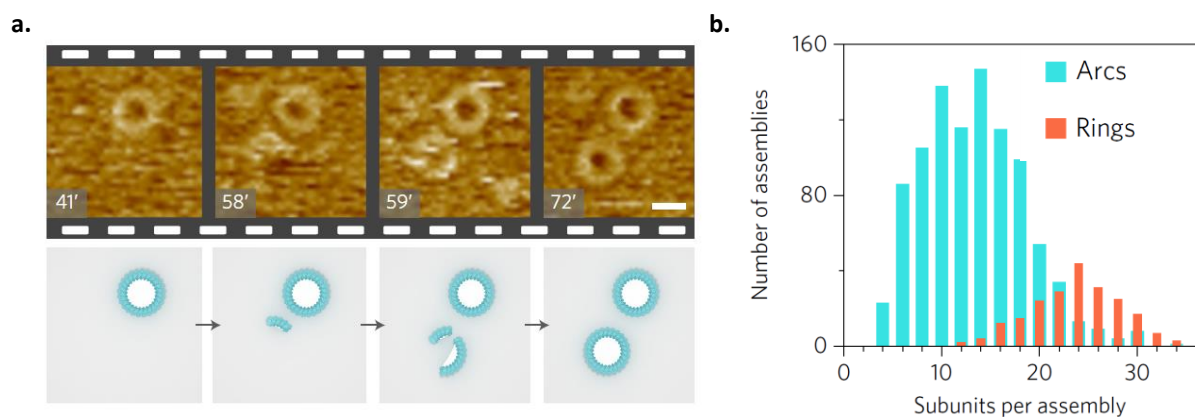 a.
41′
58′
59′
72′
b.
160
80
0
Number of assemblies
Arcs
Rings
0
10
20
30
Subunits per assembly